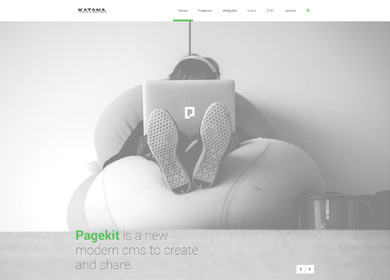 KATANA
Home Features Widgetkit Icons ZOO Joomla
Pagekit is a new
modern cms to create
and share.